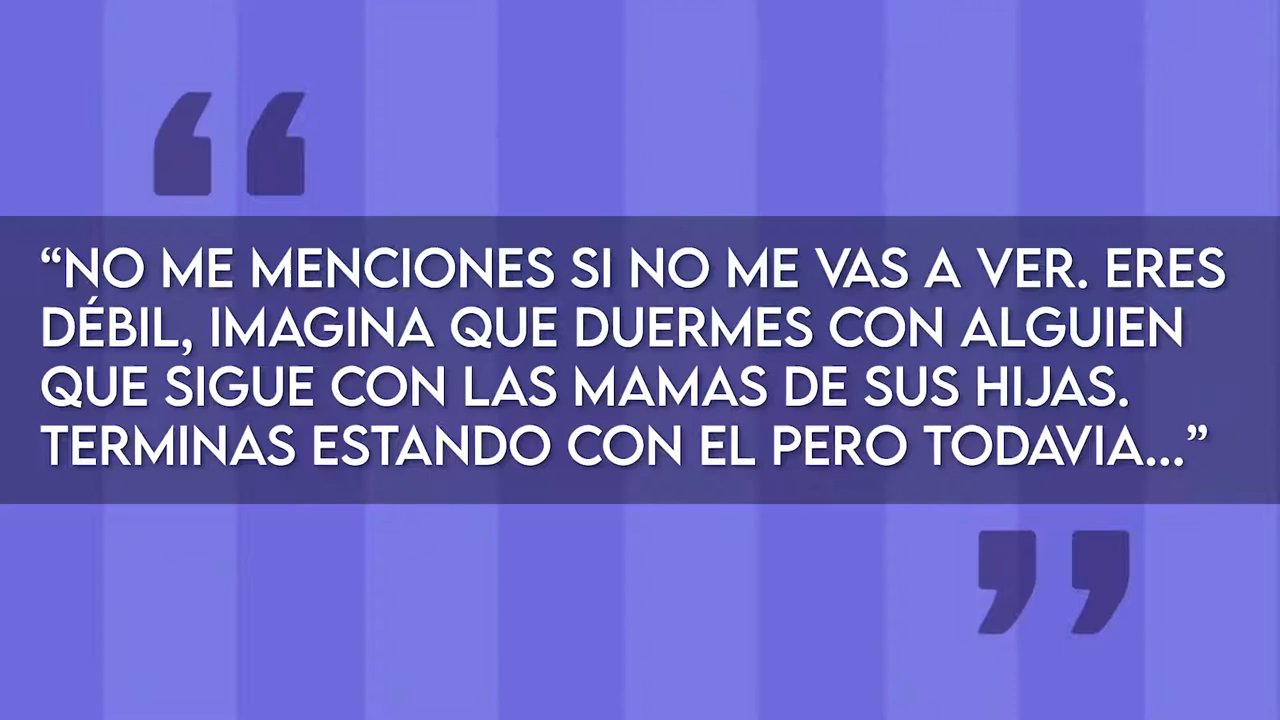 “NO ME MENCIONES SI NO ME VAS A VER. ERES
DÉBIL, IMAGINA QUE DUERMES CON ALGUIEN
QUE SIGUE CON LAS MAMAS DE SUS HIJAS.
TERMINAS ESTANDO CON EL PERO TODAVIA...”